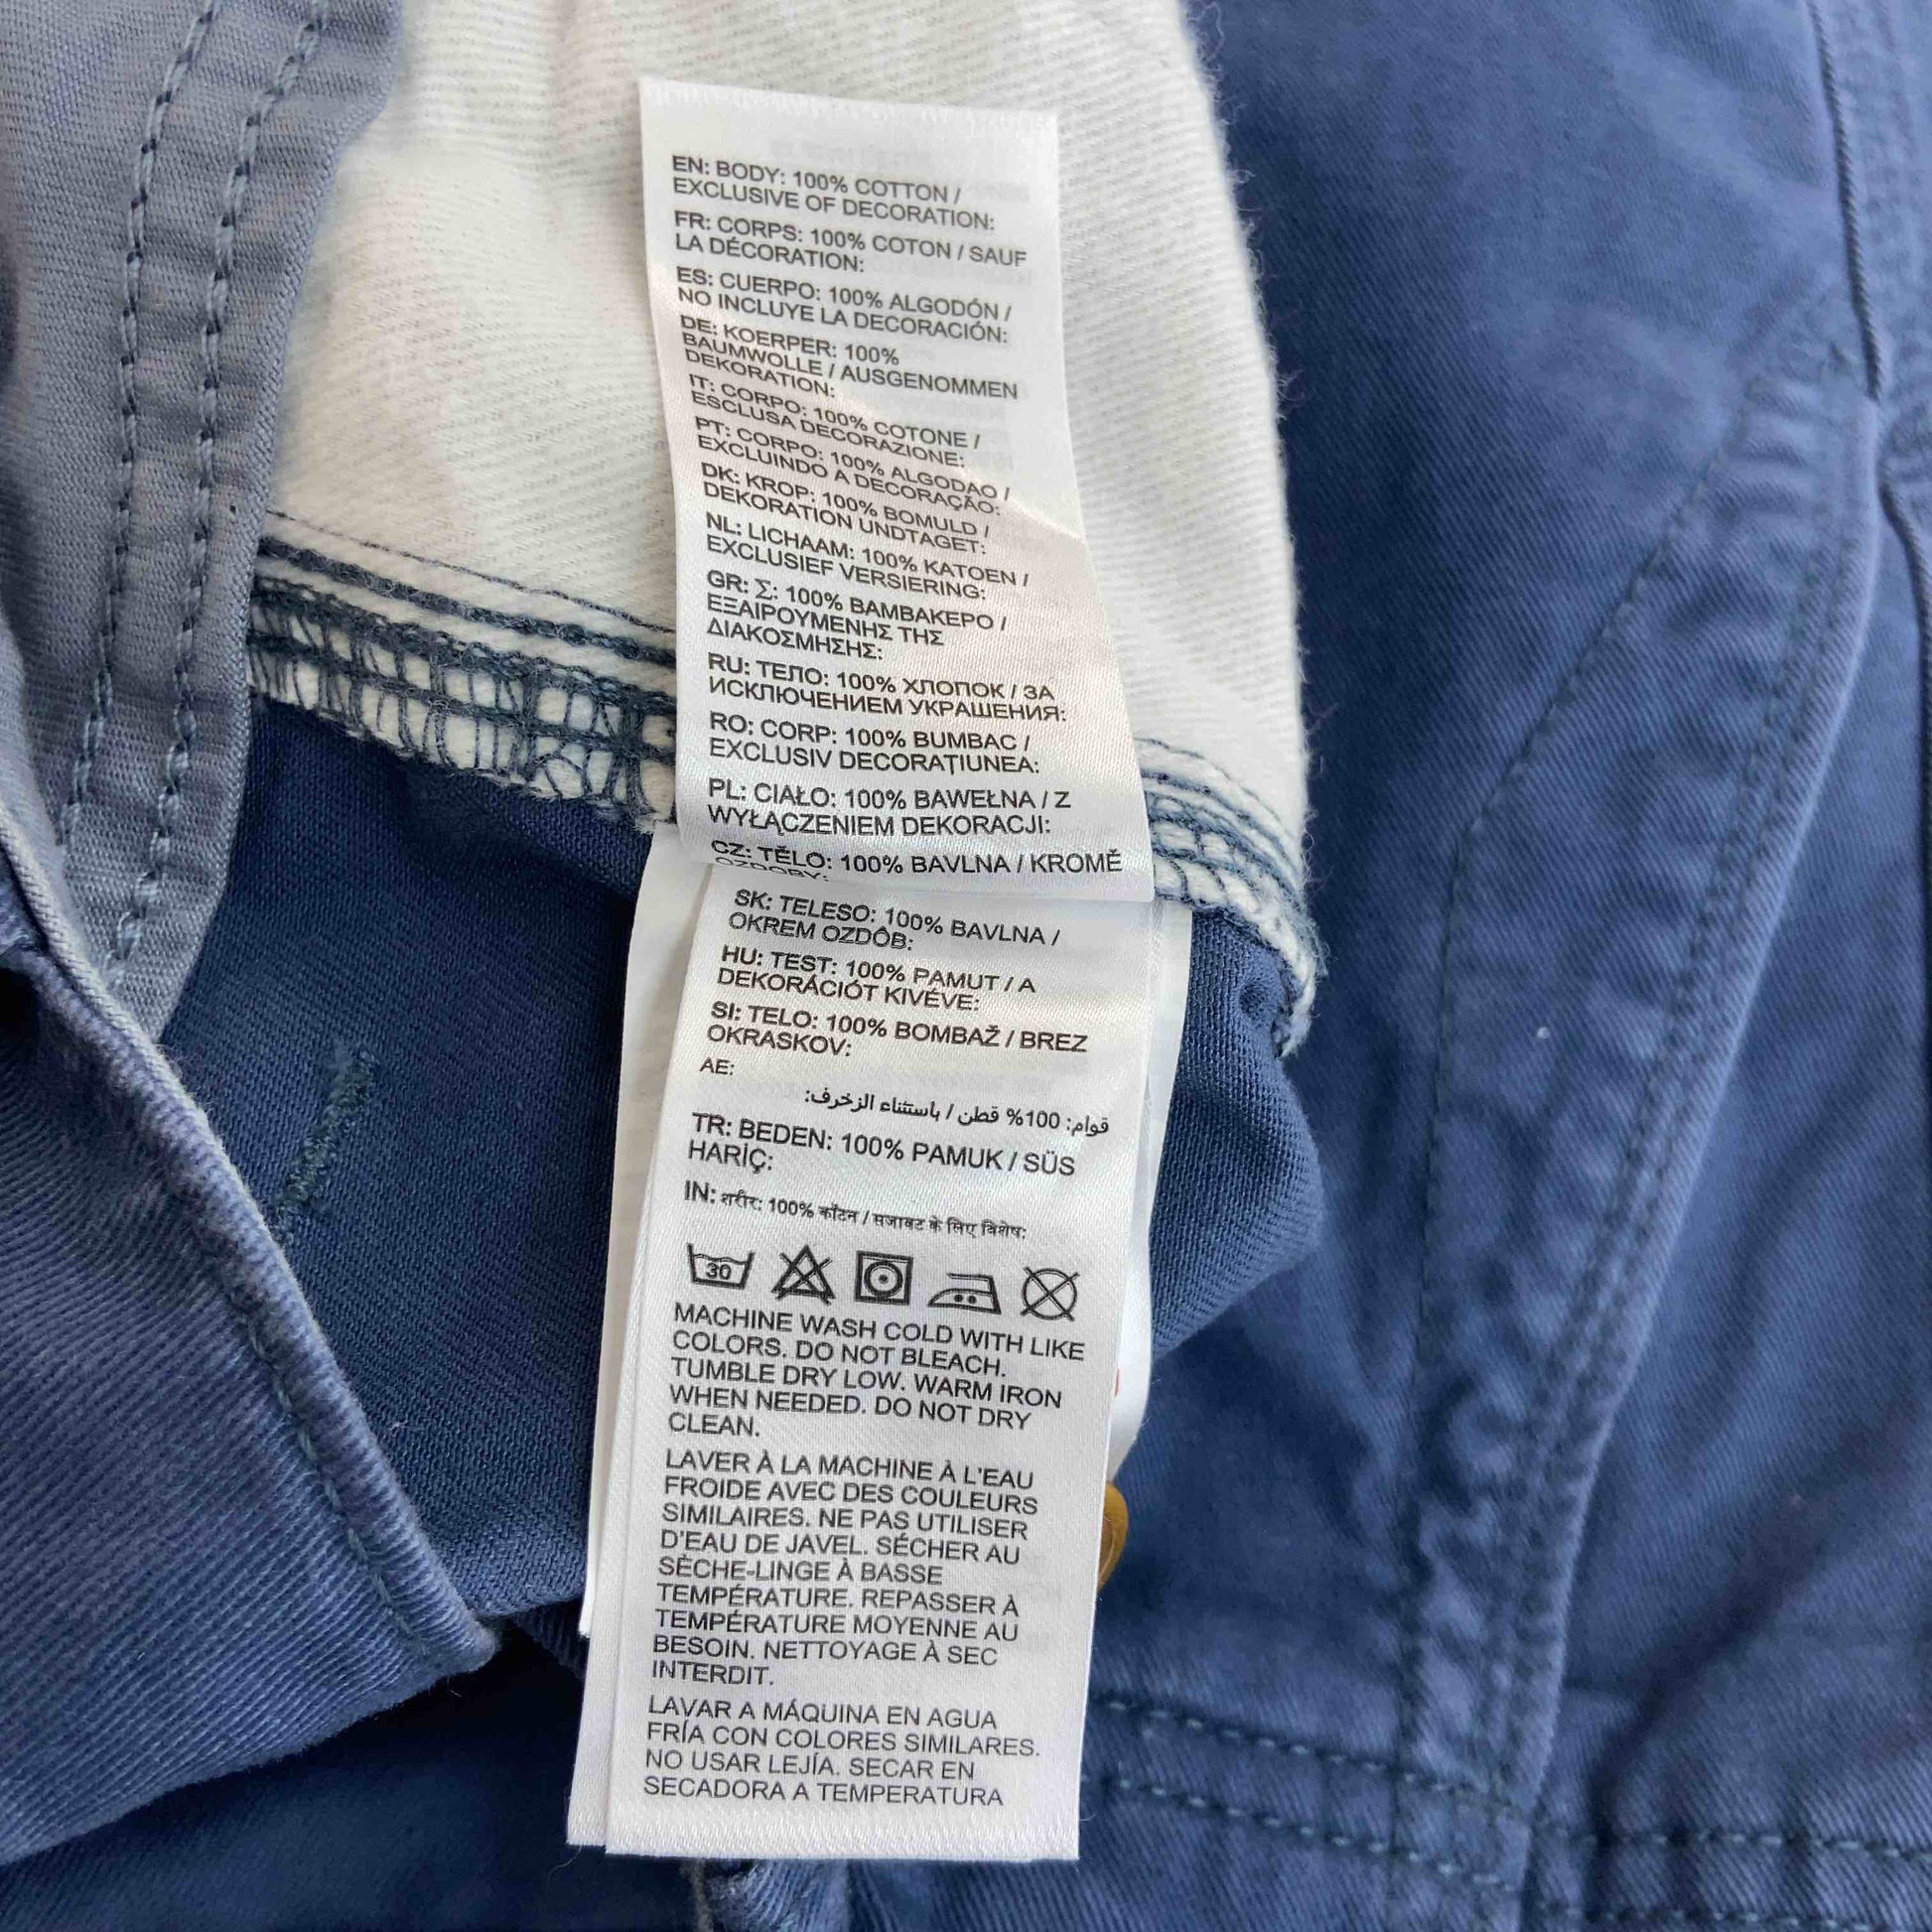 EN: BODY: 100% COTTON /
EXCLUSIVE OF DECORATION:
FR: CORPS: 100% COTON / SAUF
LA DÉCORATION:
ES: CUERPO: 100% ALGODÓN /
NO INCLUYE LA DECORACIÓN:
DE: KOERPER: 100%
BAUMWOLLE / AUSGENOMMEN
DEKORATION:
IT: CORPO: 100% COTONE /
ESCLUSA DECORAZIONE:
PT: CORPO: 100% ALGODAO /
EXCLUINDO A DECORAÇÃO:
DK: KROP: 100% BOMULD /
DEKORATION UNDTAGET:
NL: LICHAAM: 100% KATOEN /
EXCLUSIEF VERSIERING:
GR: Σ: 100% ΒΑΜΒΑΚΕΡΟ /
ΕΞΑΙΡΟΥΜΕΝΗΣ ΤΗΣ
ΔΙΑΚΟΣΜΗΣΗΣ:
RU: ТЕЛО: 100% ХЛОПОК / ЗА
ИСКЛЮЧЕНИЕМ УКРАШЕНИЯ:
RO: CORP: 100% BUMBAC /
EXCLUSIV DECORAȚIUNEA:
PL: CIAŁO: 100% BAWEŁNA / Z
WYŁĄCZENIEM DEKORACJI:
CZ: TĚLO: 100% BAVLNA / KROMĚ
OZDOBY:
SK: TELESO: 100% BAVLNA /
OKREM OZDÔB:
HU: TEST: 100% PAMUT / A
DEKORÁCIÓT KIVÉVE:
SI: TELO: 100% BOMBAŽ / BREZ
OKRASKOV:
AE:
قوام: 100% قطن / باستثناء الزخرف:
TR: BEDEN: 100% PAMUK / SÜS
HARİÇ:
IN: शरीर: 100% कॉटन / सजावट के लिए विशेष:
30
MACHINE WASH COLD WITH LIKE
COLORS. DO NOT BLEACH.
TUMBLE DRY LOW. WARM IRON
WHEN NEEDED. DO NOT DRY
CLEAN.
LAVER À LA MACHINE À L'EAU
FROIDE AVEC DES COULEURS
SIMILAIRES. NE PAS UTILISER
D'EAU DE JAVEL. SÉCHER AU
SÈCHE-LINGE À BASSE
TEMPÉRATURE. REPASSER À
TEMPÉRATURE MOYENNE AU
BESOIN. NETTOYAGE À SEC
INTERDIT.
LAVAR A MÁQUINA EN AGUA
FRÍA CON COLORES SIMILARES.
NO USAR LEJÍA. SECAR EN
SECADORA A TEMPERATURA